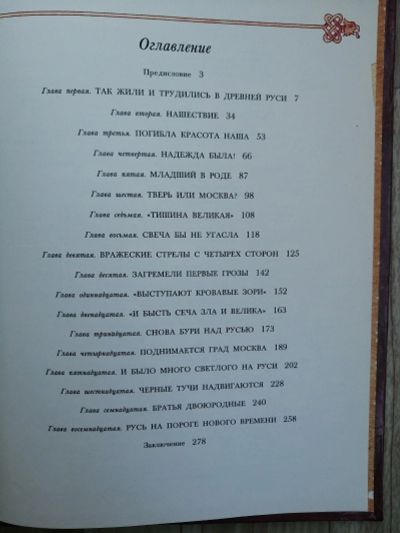 Оглавление
Предисловие 3
Глава первая. ТАК ЖИЛИ И ТРУДИЛИСЬ В ДРЕВНЕЙ РУСИ 7
Глава вторая. НАШЕСТВИЕ 34
Глава третья. ПОГИБЛА КРАСОТА НАША 53
Глава четвертая. НАДЕЖДА БЫЛА! 66
Глава пятая. МЛАДШИЙ В РОДЕ 87
Глава шестая. ТВЕРЬ ИЛИ МОСКВА? 98
Глава седьмая. «ТИШИНА ВЕЛИКАЯ» 108
Глава восьмая. СВЕЧА БЫ НЕ УГАСЛА 118
Глава девятая. ВРАЖЕСКИЕ СТРЕЛЫ С ЧЕТЫРЕХ СТОРОН 125
Глава десятая. ЗАГРЕМЕЛИ ПЕРВЫЕ ГРОЗЫ 142
Глава одиннадцатая. «ВЫСТУПАЮТ КРОВАВЫЕ ЗОРИ» 152
Глава двенадцатая. «И БЫСТЬ СЕЧА ЗЛА И ВЕЛИКА» 163
Глава тринадцатая. СНОВА БУРИ НАД РУСЬЮ 173
Глава четырнадцатая. ПОДНИМАЕТСЯ ГРАД МОСКВА 189
Глава пятнадцатая. И БЫЛО МНОГО СВЕТЛОГО НА РУСИ 202
Глава шестнадцатая. ЧЕРНЫЕ ТУЧИ НАДВИГАЮТСЯ 228
Глава семнадцатая. БРАТЬЯ ДВОЮРОДНЫЕ 240
Глава восемнадцатая. РУСЬ НА ПОРОГЕ НОВОГО ВРЕМЕНИ 258
Заключение 278